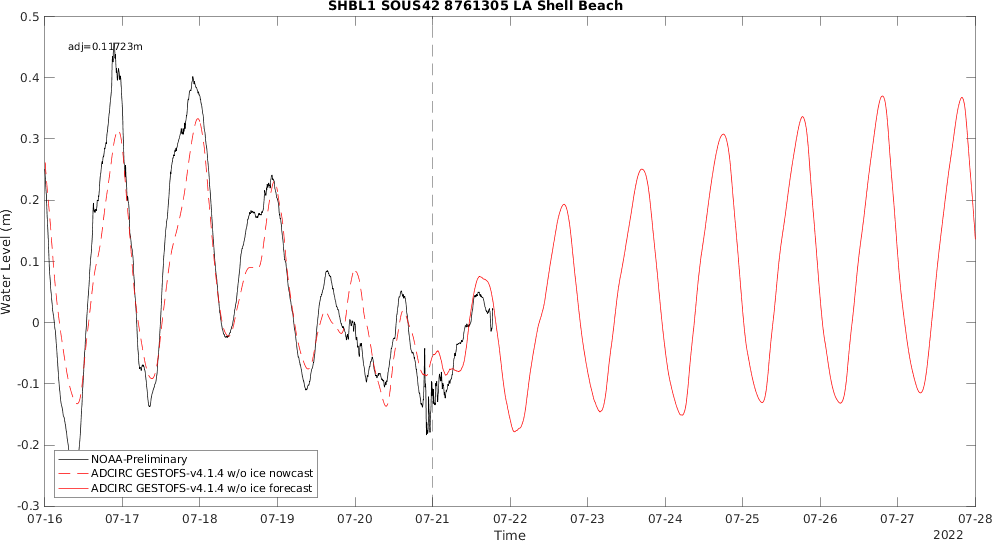 SHBL1 SOUS42 8761305 LA Shell Beach
adj=0.11723m
0.5
0.4
0.3
0.2
0.1
0
-0.1
-0.2
-0.3
Water Level (m)
NOAA-Preliminary
ADCIRC GESTOFS-v4.1.4 w/o ice nowcast
ADCIRC GESTOFS-v4.1.4 w/o ice forecast
07-16 07-17 07-18 07-19 07-20 07-21 07-22 07-23 07-24 07-25 07-26 07-27 07-28
Time
2022